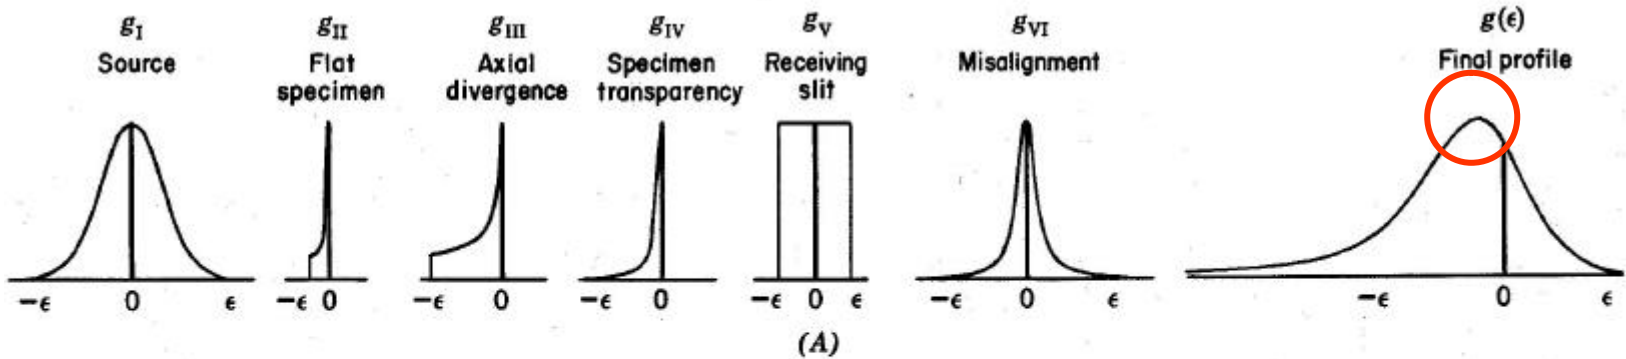 g_I g_II g_III g_IV g_V g_VI g(ϵ)
Source Flat Axial Specimen Receiving Misalignment Final profile
specimen divergence transparency slit
−ϵ 0 ϵ −ϵ 0 −ϵ 0 −ϵ 0 −ϵ 0 ϵ −ϵ 0 ϵ −ϵ 0 ϵ
(A)